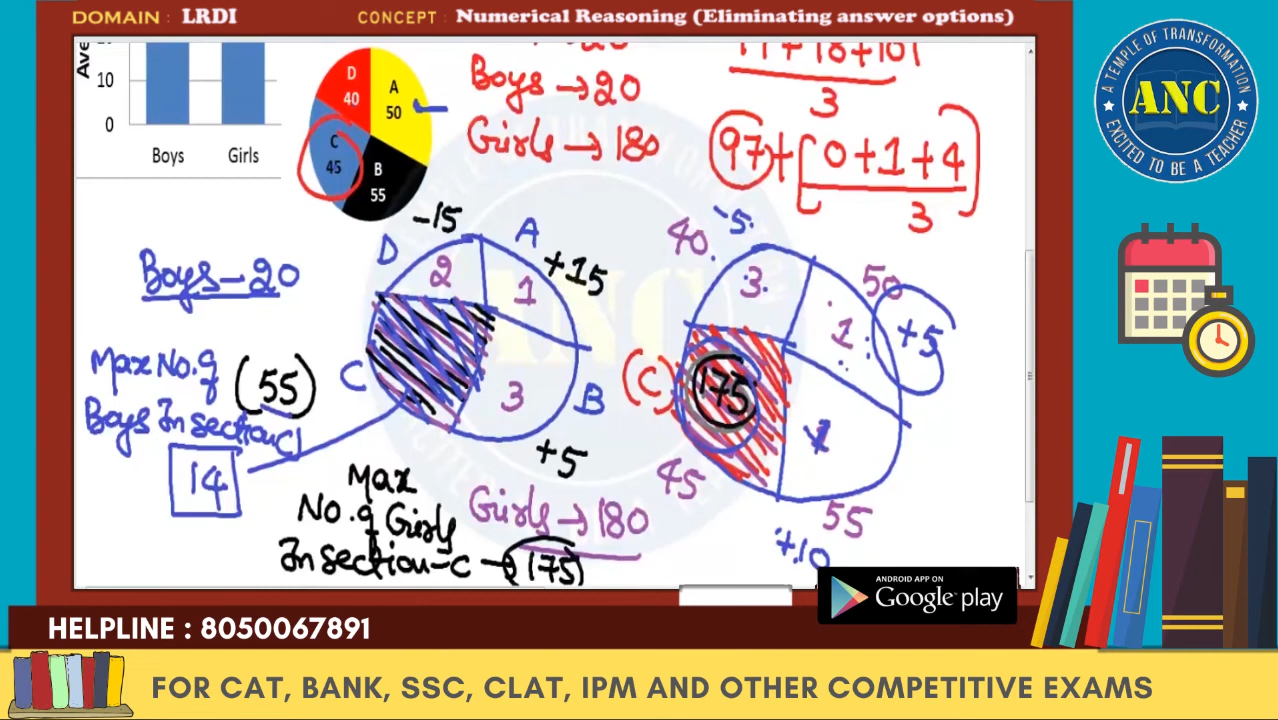 DOMAIN : LRDI
CONCEPT : Numerical Reasoning (Eliminating answer options)
Ave
10
0
Boys
Girls
D
40
A
50
C
45
B
55
Boys → 20
Girls → 180
3
97 + [0+1+4]
3
Boys - 20
Max No. of
Boys In section C
(55)
14
-15
D
A
+15
2
1
C
3
B
+5
Max
No. of Girls
In section-C → (175)
Girls → 180
40
-5
3
50
1
+5
(C)
175
45
55
+10
A TEMPLE OF TRANSFORMATION
ANC
EXCITED TO BE A TEACHER
ANDROID APP ON
Google play
HELPLINE : 8050067891
FOR CAT, BANK, SSC, CLAT, IPM AND OTHER COMPETITIVE EXAMS